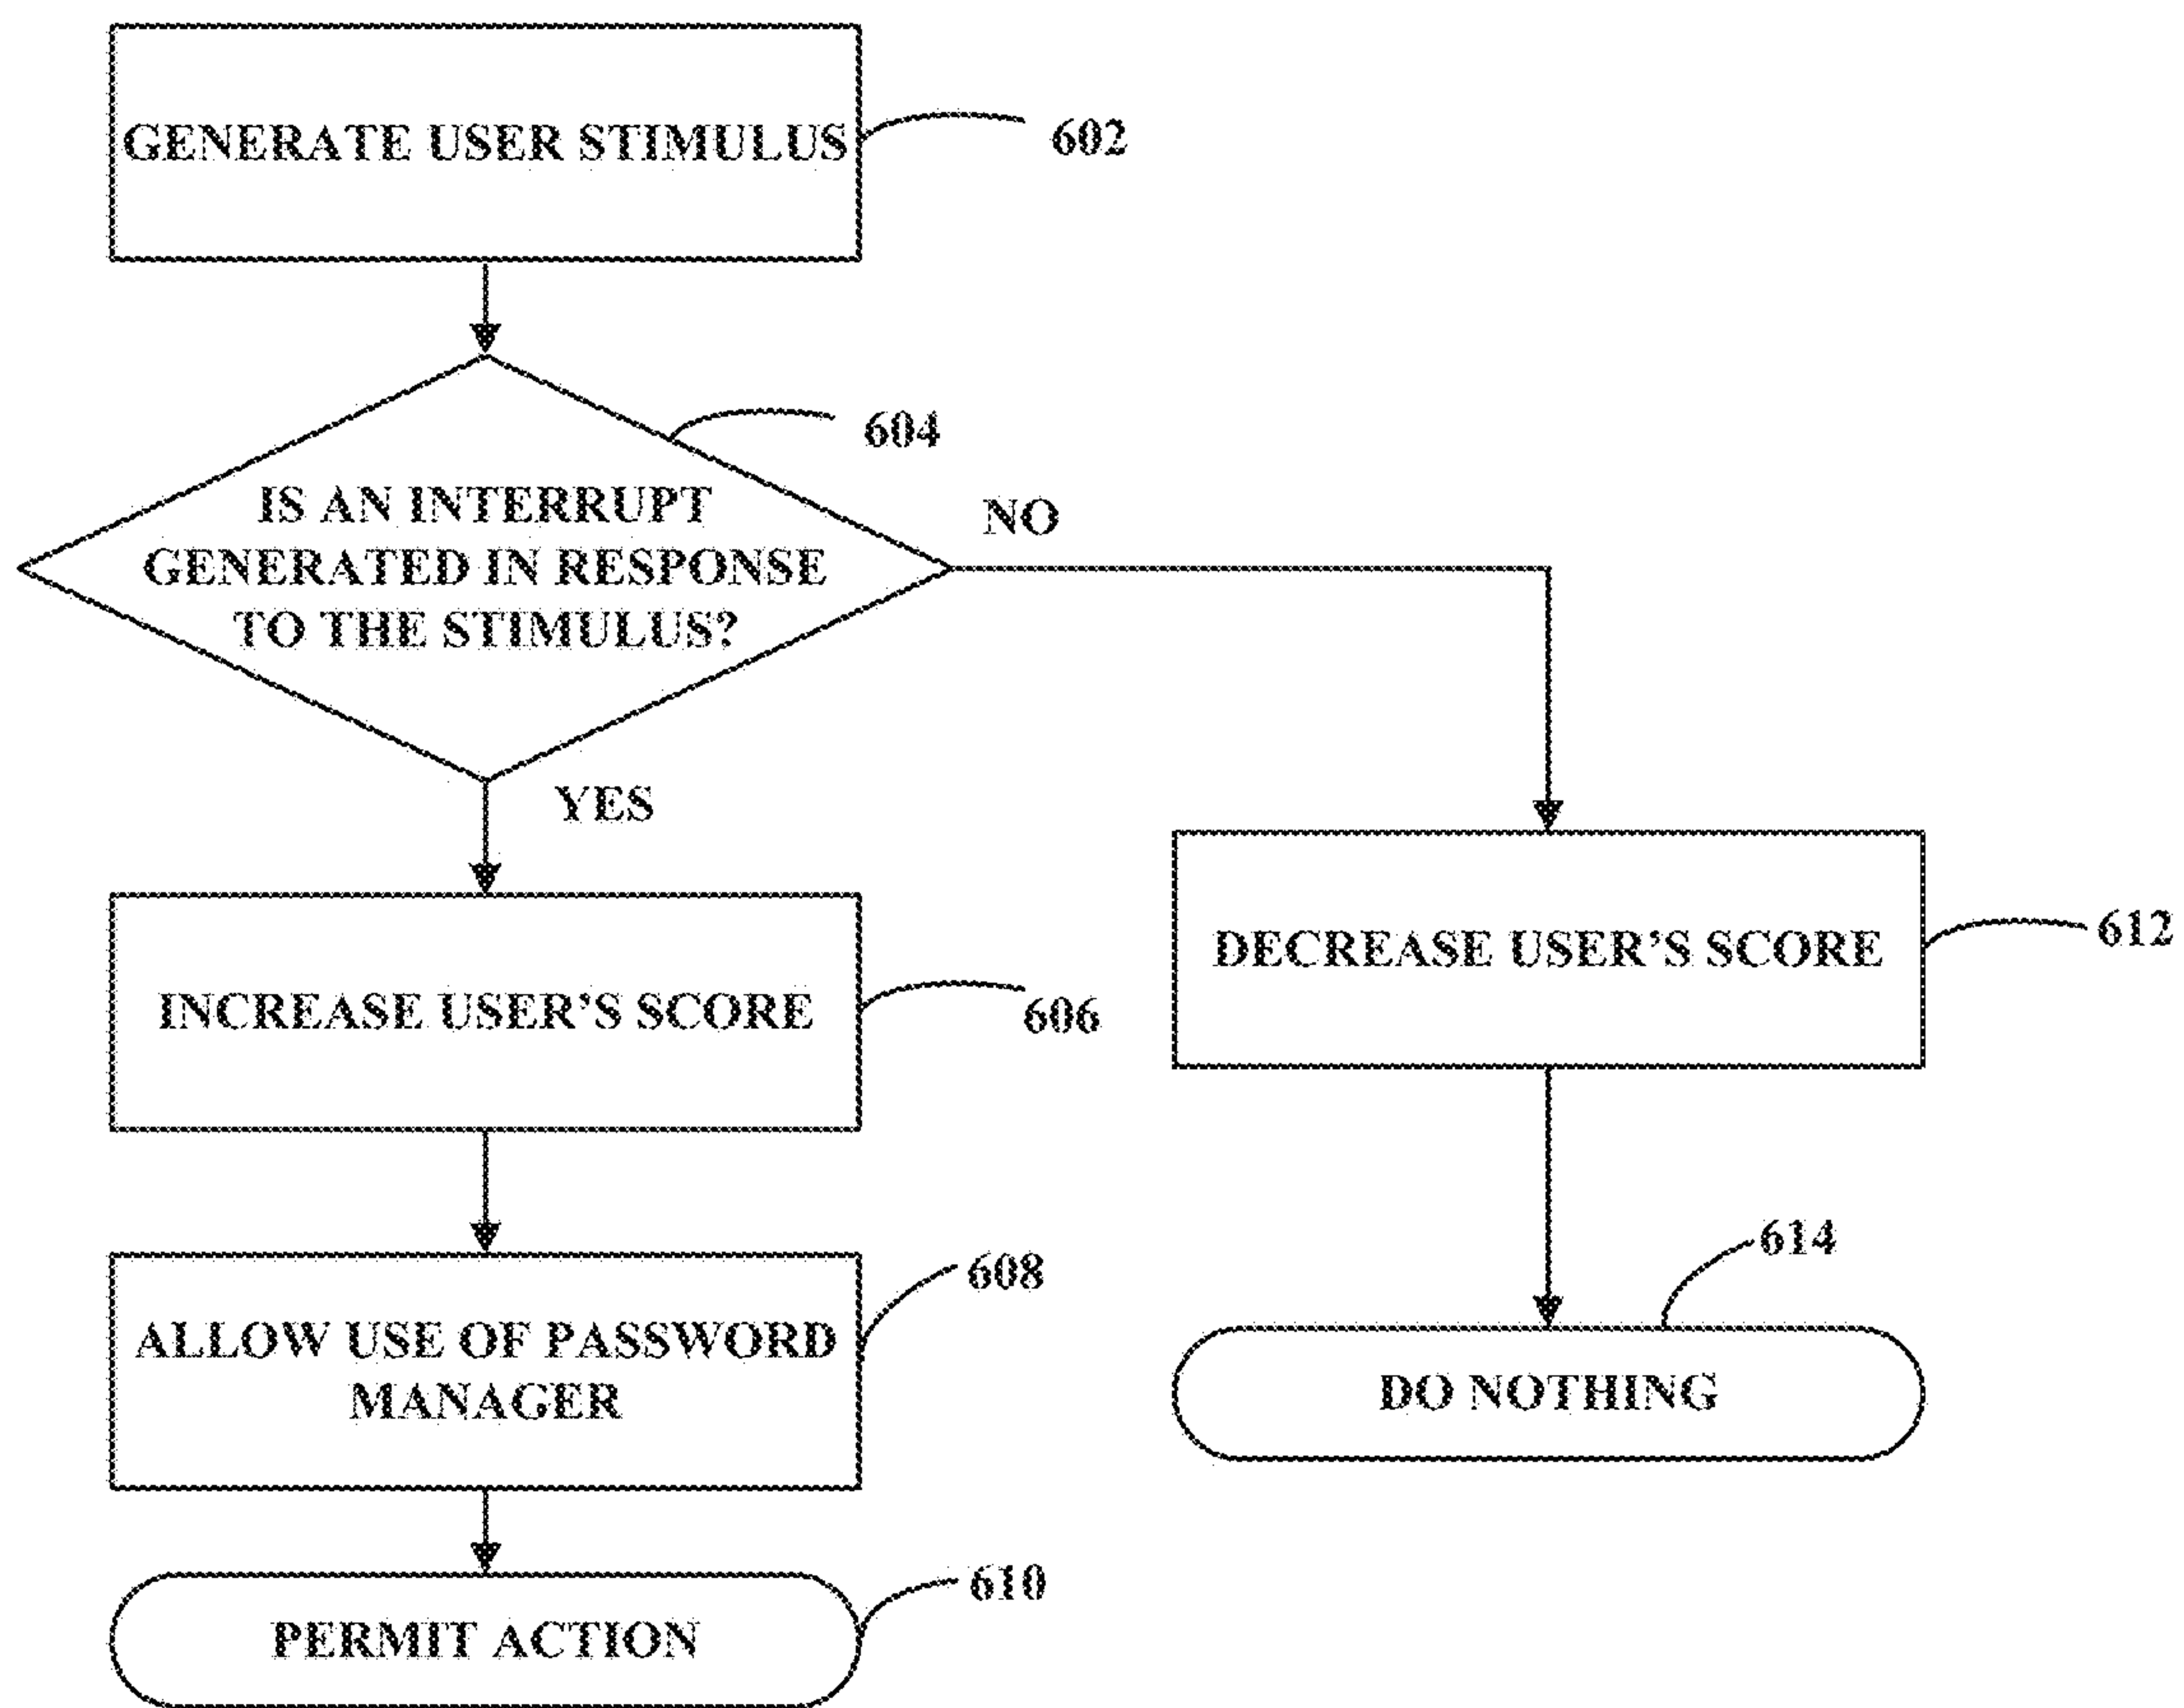 GENERATE USER STIMULUS
602
604
IS AN INTERRUPT
GENERATED IN RESPONSE
TO THE STIMULUS?
NO
YES
INCREASE USER'S SCORE
606
DECREASE USER'S SCORE
612
ALLOW USE OF PASSWORD
MANAGER
608
614
DO NOTHING
PERMIT ACTION
610